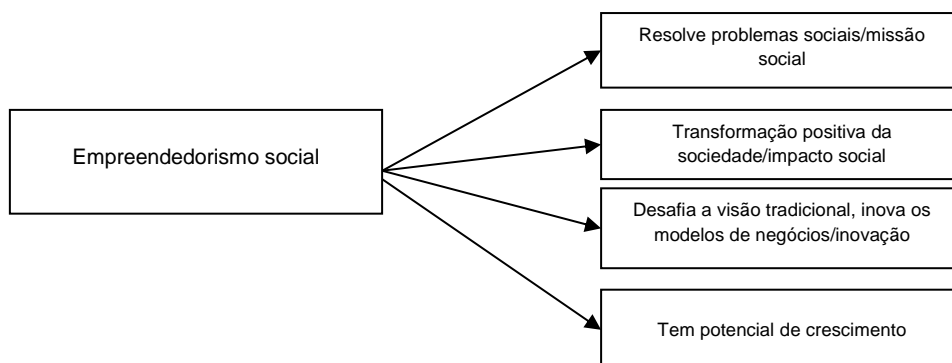 Resolve problemas sociais/missão
social
Empreendedorismo social
Transformação positiva da
sociedade/impacto social
Desafia a visão tradicional, inova os
modelos de negócios/inovação
Tem potencial de crescimento